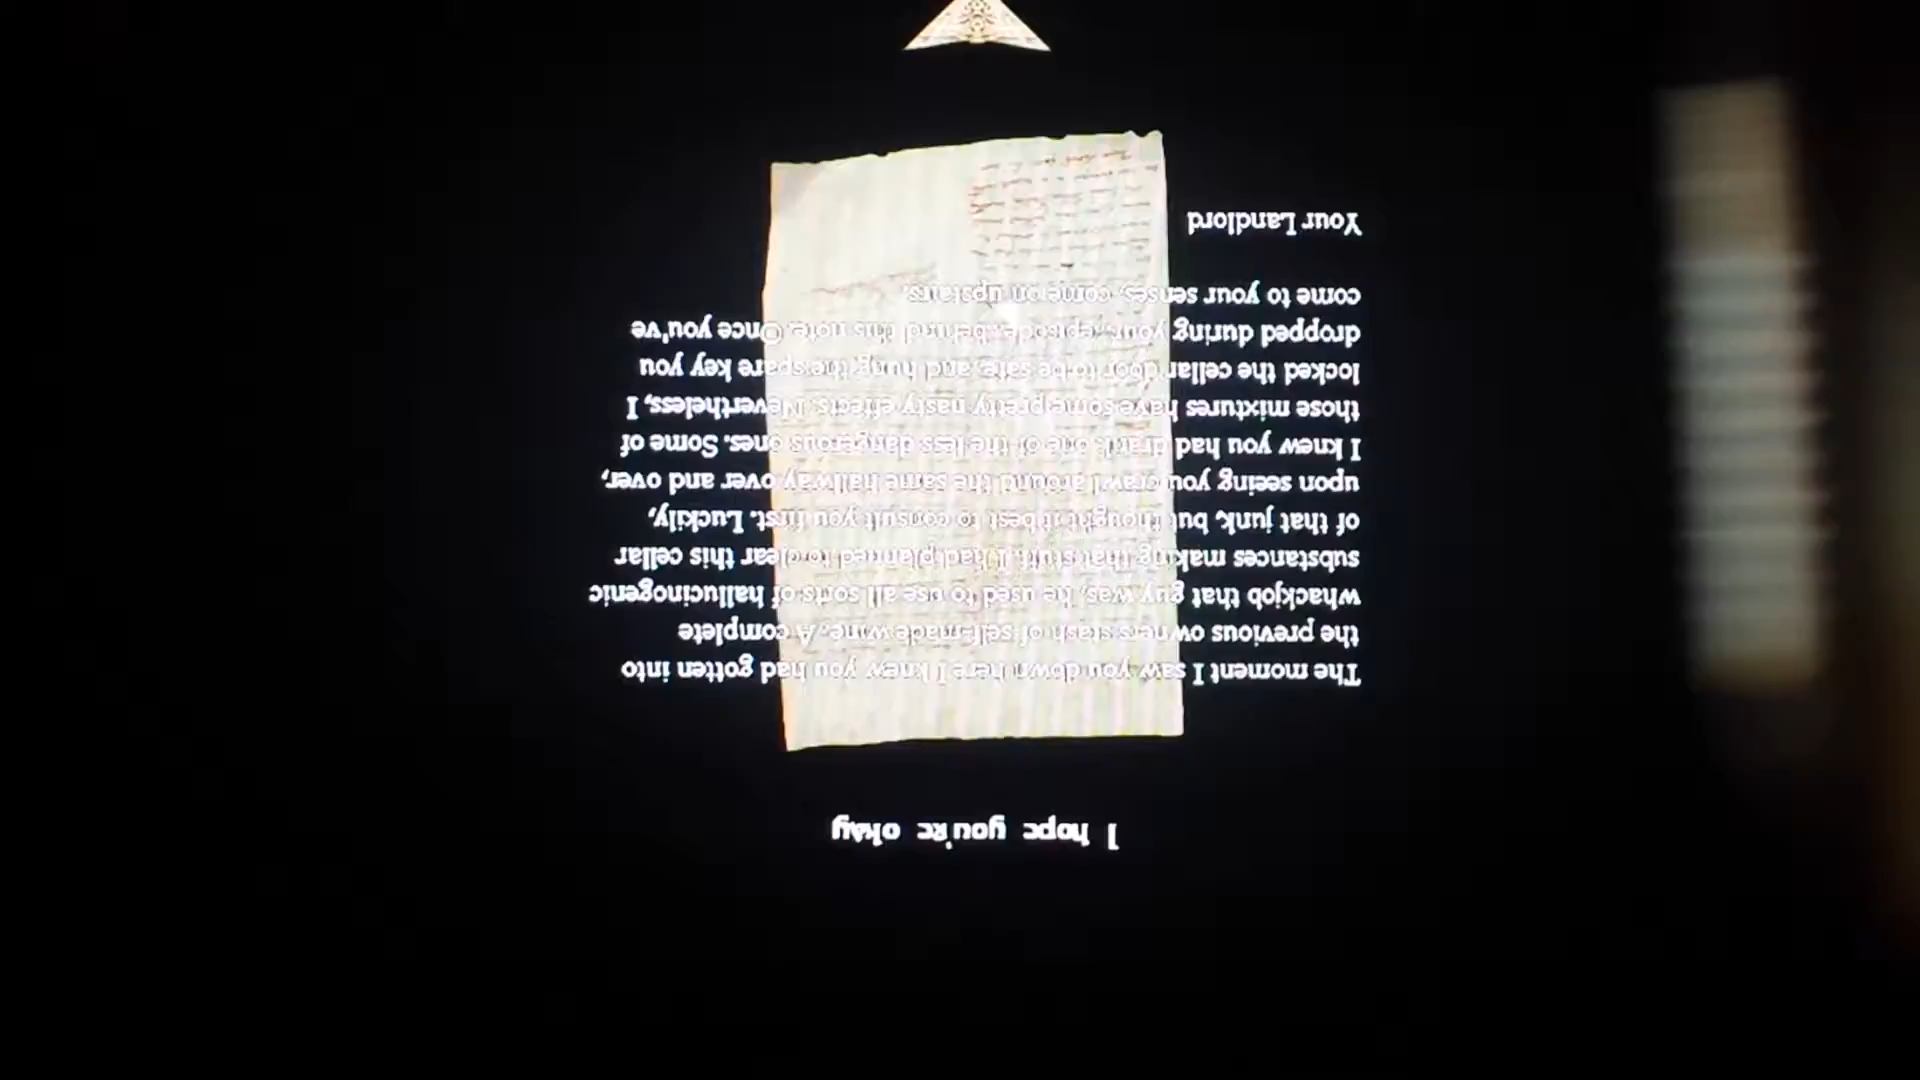 I hope you're okay
The moment I saw you down here I knew you had gotten into
the previous owners stash of self-made wine. A complete
whackjob that guy was, he used to use all sorts of hallucinogenic
substances making that stuff. I had planned to clear this cellar
of that junk, but thought it best to consult you first. Luckily,
upon seeing you crawl around the same hallway over and over,
I knew you had drank one of the less dangerous ones. Some of
those mixtures have some pretty nasty effects. Nevertheless, I
locked the cellar door to be safe, and hung the spare key you
dropped during your.. episode.. behind this note. Once you've
come to your senses, come on upstairs.
Your Landlord